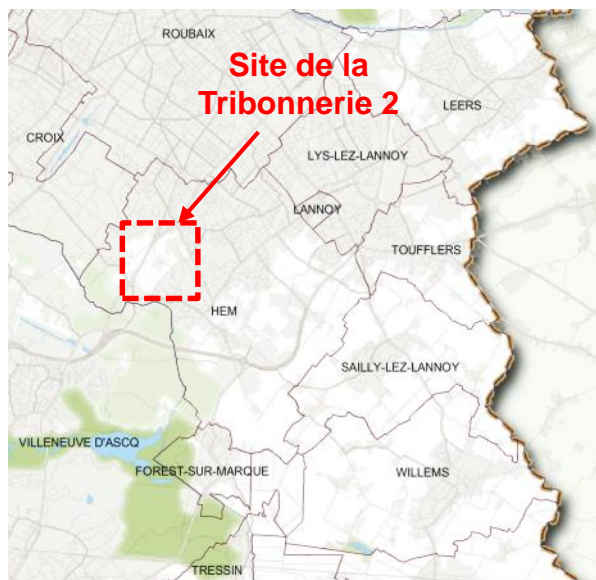 ROUBAIX
Site de la
Tribonnerie 2
LEERS
CROIX
LYS-LEZ-LANNOY
LANNOY
TOUFFLERS
HEM
SAILLY-LEZ-LANNOY
VILLENEUVE D'ASCQ
FOREST-SUR-MARQUE
WILLEMS
TRESSIN